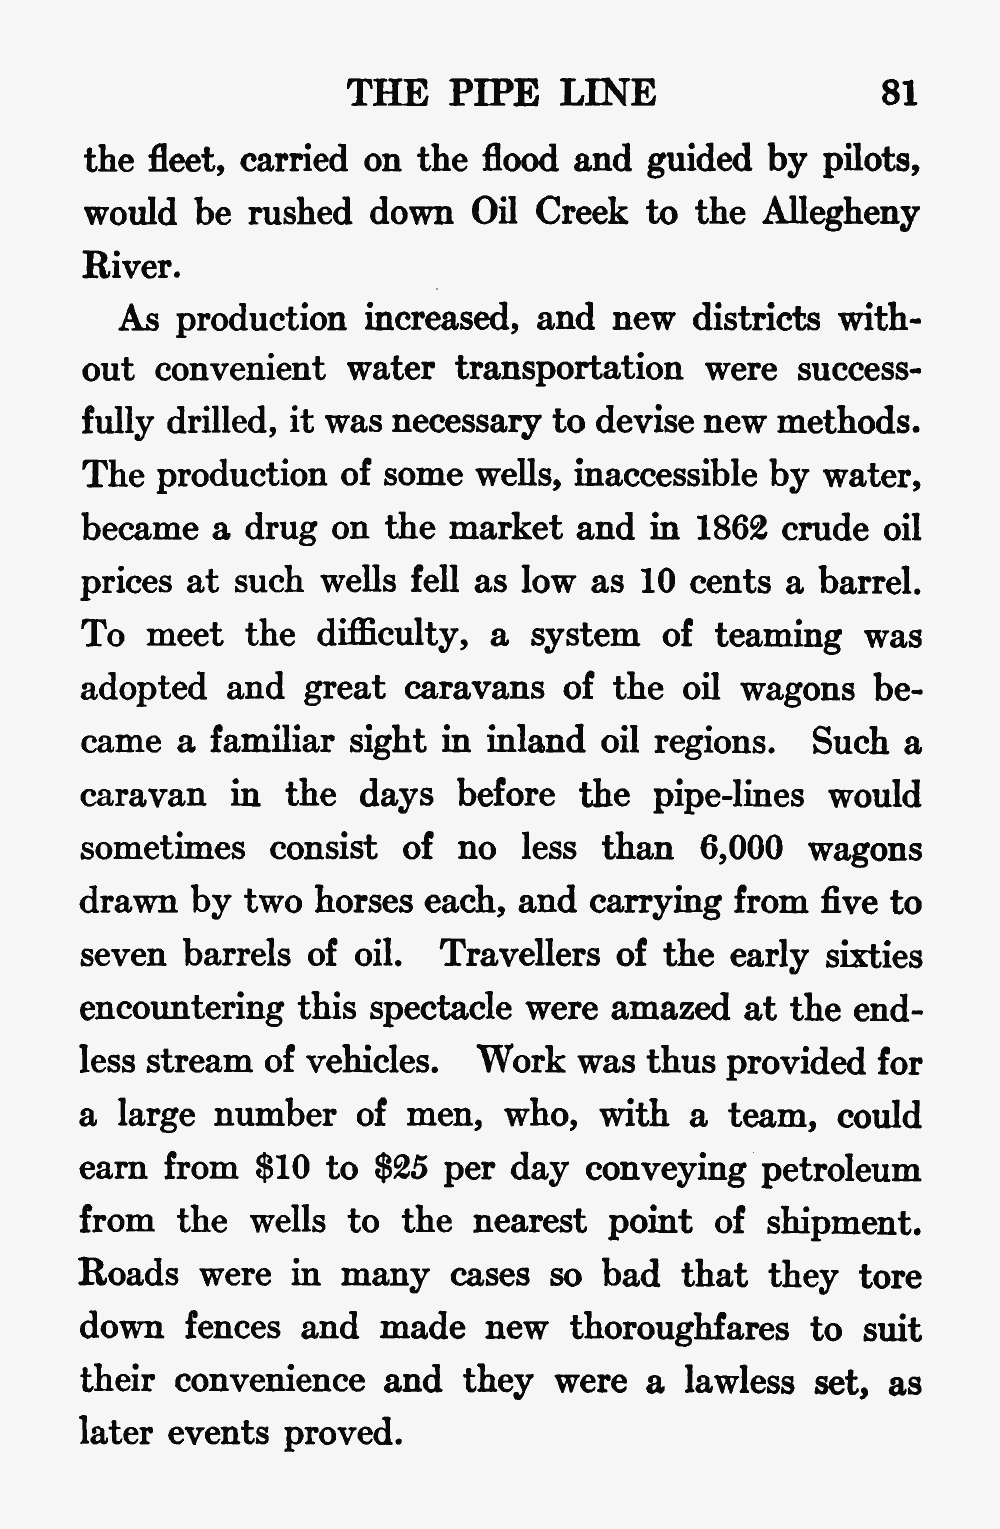 THE PIPE LINE 81
the fleet, carried on the flood and guided by pilots,
would be rushed down Oil Creek to the Allegheny
River.
As production increased, and new districts with-
out convenient water transportation were success-
fully drilled, it was necessary to devise new methods.
The production of some wells, inaccessible by water,
became a drug on the market and in 1862 crude oil
prices at such wells fell as low as 10 cents a barrel.
To meet the difficulty, a system of teaming was
adopted and great caravans of the oil wagons be-
came a familiar sight in inland oil regions. Such a
caravan in the days before the pipe-lines would
sometimes consist of no less than 6,000 wagons
drawn by two horses each, and carrying from five to
seven barrels of oil. Travellers of the early sixties
encountering this spectacle were amazed at the end-
less stream of vehicles. Work was thus provided for
a large number of men, who, with a team, could
earn from $10 to $25 per day conveying petroleum
from the wells to the nearest point of shipment.
Roads were in many cases so bad that they tore
down fences and made new thoroughfares to suit
their convenience and they were a lawless set, as
later events proved.